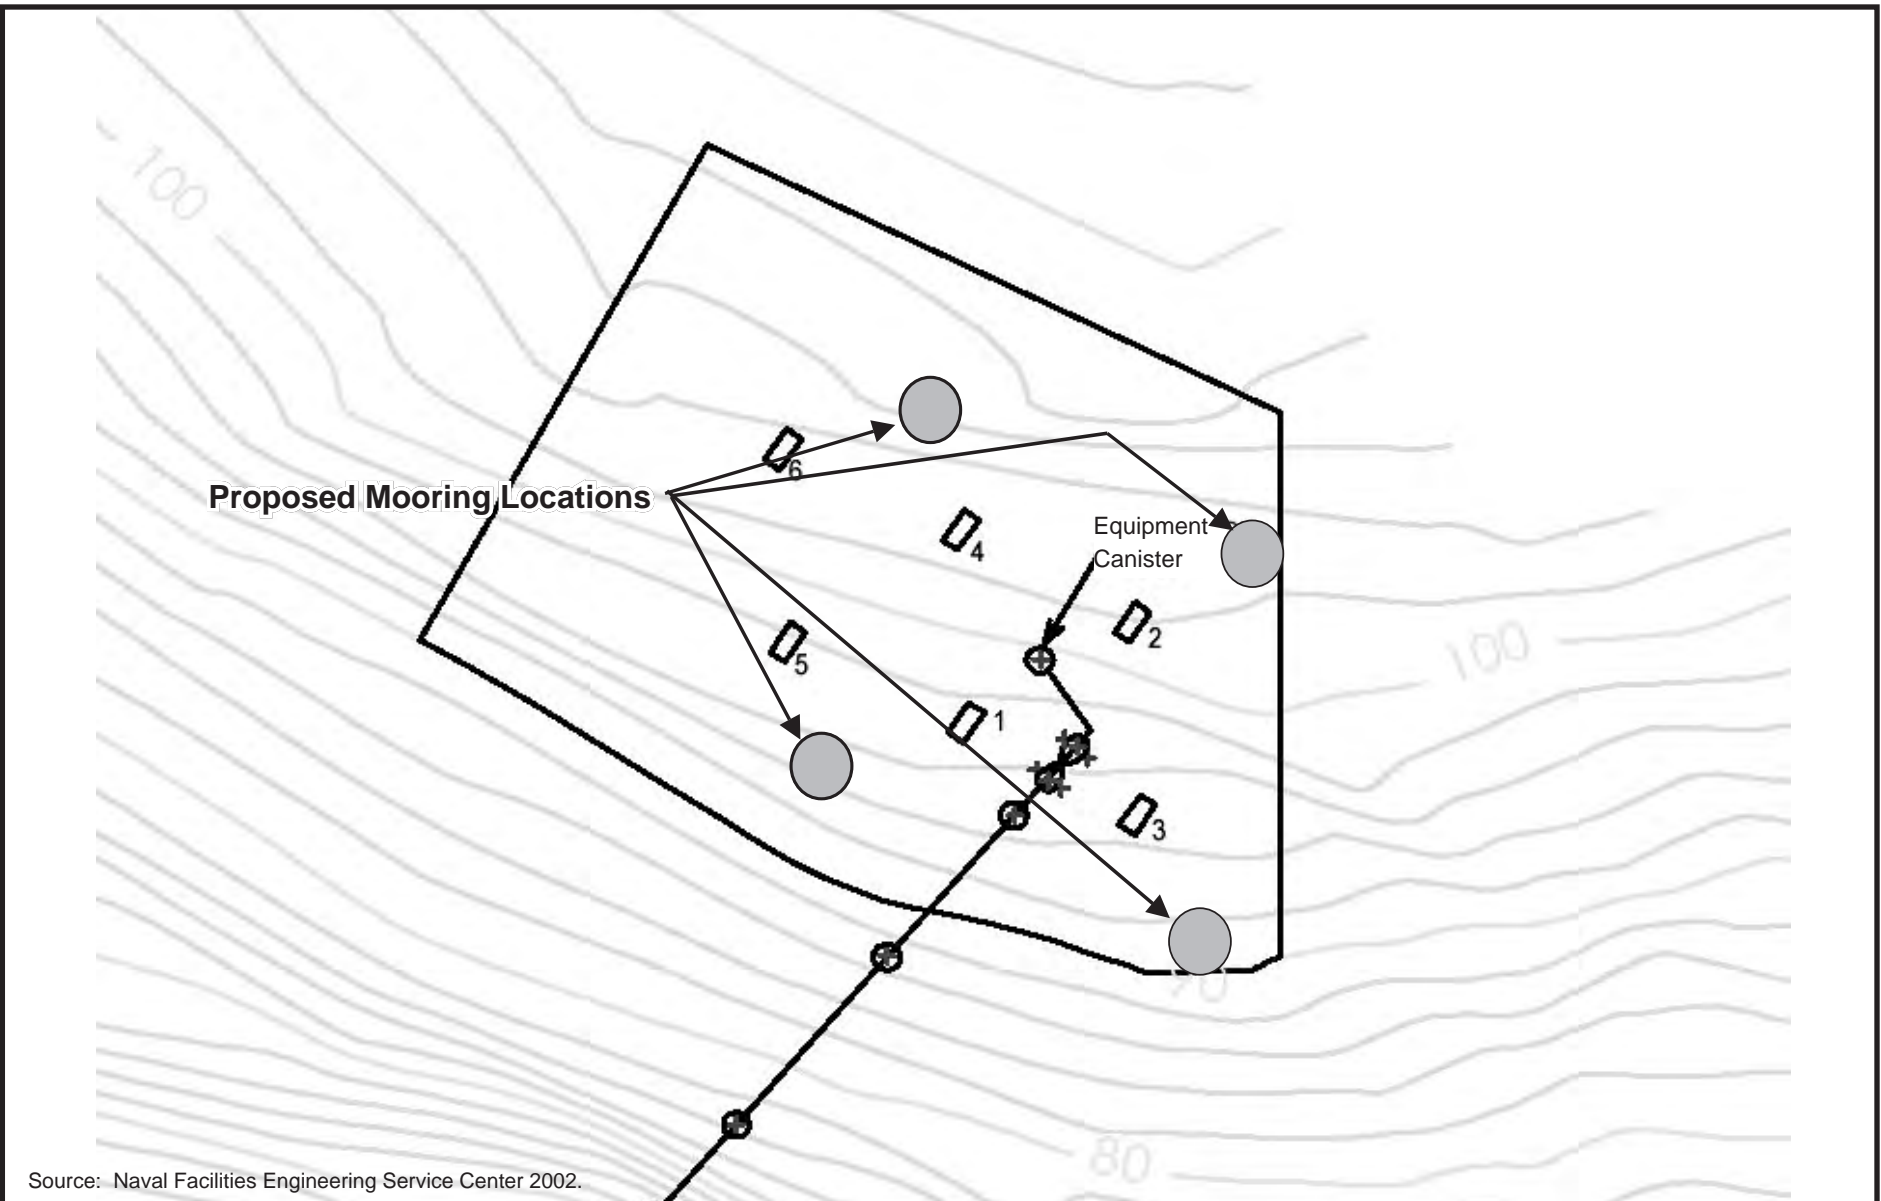 100
6
Proposed Mooring Locations
4
Equipment
Canister
2
5
100
1
3
80
Source: Naval Facilities Engineering Service Center 2002.